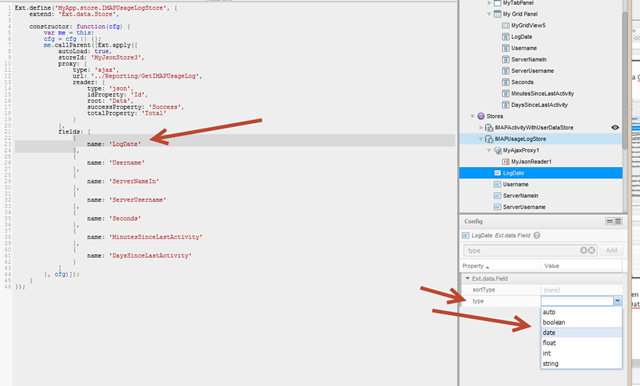 Ext.define('MyApp.store.IMAPUsageLogStore', {
extend: 'Ext.data.Store',
constructor: function(cfg) {
var me = this;
cfg = cfg || {};
me.callParent([Ext.apply({
autoLoad: true,
storeId: 'MyJsonStore3',
proxy: {
type: 'ajax',
url: '../Reporting/GetIMAPUsageLog',
reader: {
type: 'json',
idProperty: 'Id',
root: 'Data',
successProperty: 'Success',
totalProperty: 'Total'
}
},
fields: [
{
name: 'LogDate'
},
{
name: 'Username'
},
{
name: 'ServerNameIn'
},
{
name: 'ServerUsername'
},
{
name: 'Seconds'
},
{
name: 'MinutesSinceLastActivity'
},
{
name: 'DaysSinceLastActivity'
}
]
}, cfg)]);
}
});
MyTabPanel
My Grid Panel
MyGridView5
LogDate
Username
ServerNameIn
ServerUsername
Seconds
MinutesSinceLastActivity
DaysSinceLastActivity
Stores
IMAPActivityWithUserDataStore
IMAPUsageLogStore
MyAjaxProxy1
MyJsonReader1
LogDate
Username
ServerNameIn
ServerUsername
Config
LogDate Ext.data.Field
type Add
Property Value
Ext.data.Field
sortType (none)
type
auto
boolean
date
float
int
string